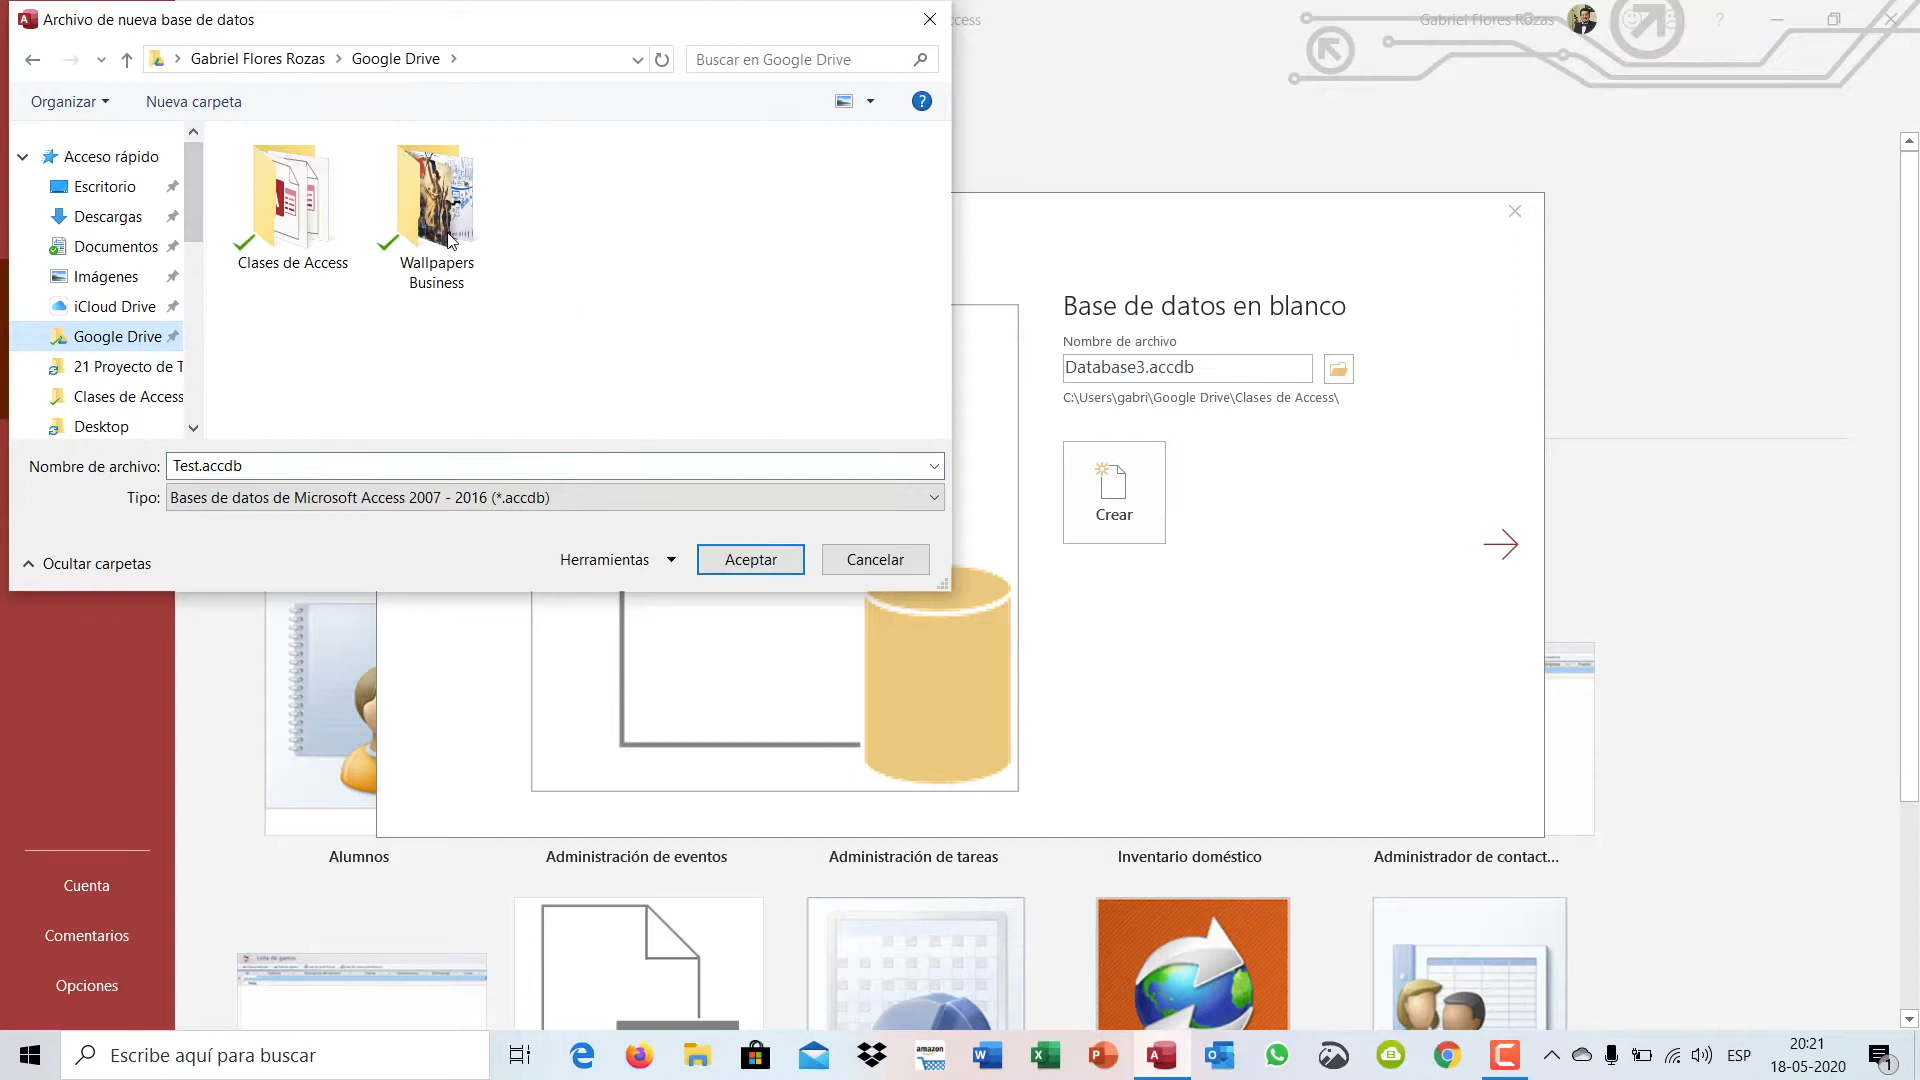 Archivo de nueva base de datos
Gabriel Flores Rozas
Gabriel Flores Rozas > Google Drive >
Buscar en Google Drive
Organizar
Nueva carpeta
Acceso rápido
Escritorio
Descargas
Documentos
Imágenes
iCloud Drive
Google Drive
21 Proyecto de T
Clases de Access
Desktop
Clases de Access
Wallpapers
Business
Nombre de archivo:
Test.accdb
Tipo:
Bases de datos de Microsoft Access 2007 - 2016 (*.accdb)
Ocultar carpetas
Herramientas
Aceptar
Cancelar
Base de datos en blanco
Nombre de archivo
Database3.accdb
C:\Users\gabri\Google Drive\Clases de Access\
Crear
Alumnos
Administración de eventos
Administración de tareas
Inventario doméstico
Administrador de contact...
Cuenta
Comentarios
Opciones
Lista de gastos
Escribe aquí para buscar
amazon
ESP
20:21
18-05-2020
1